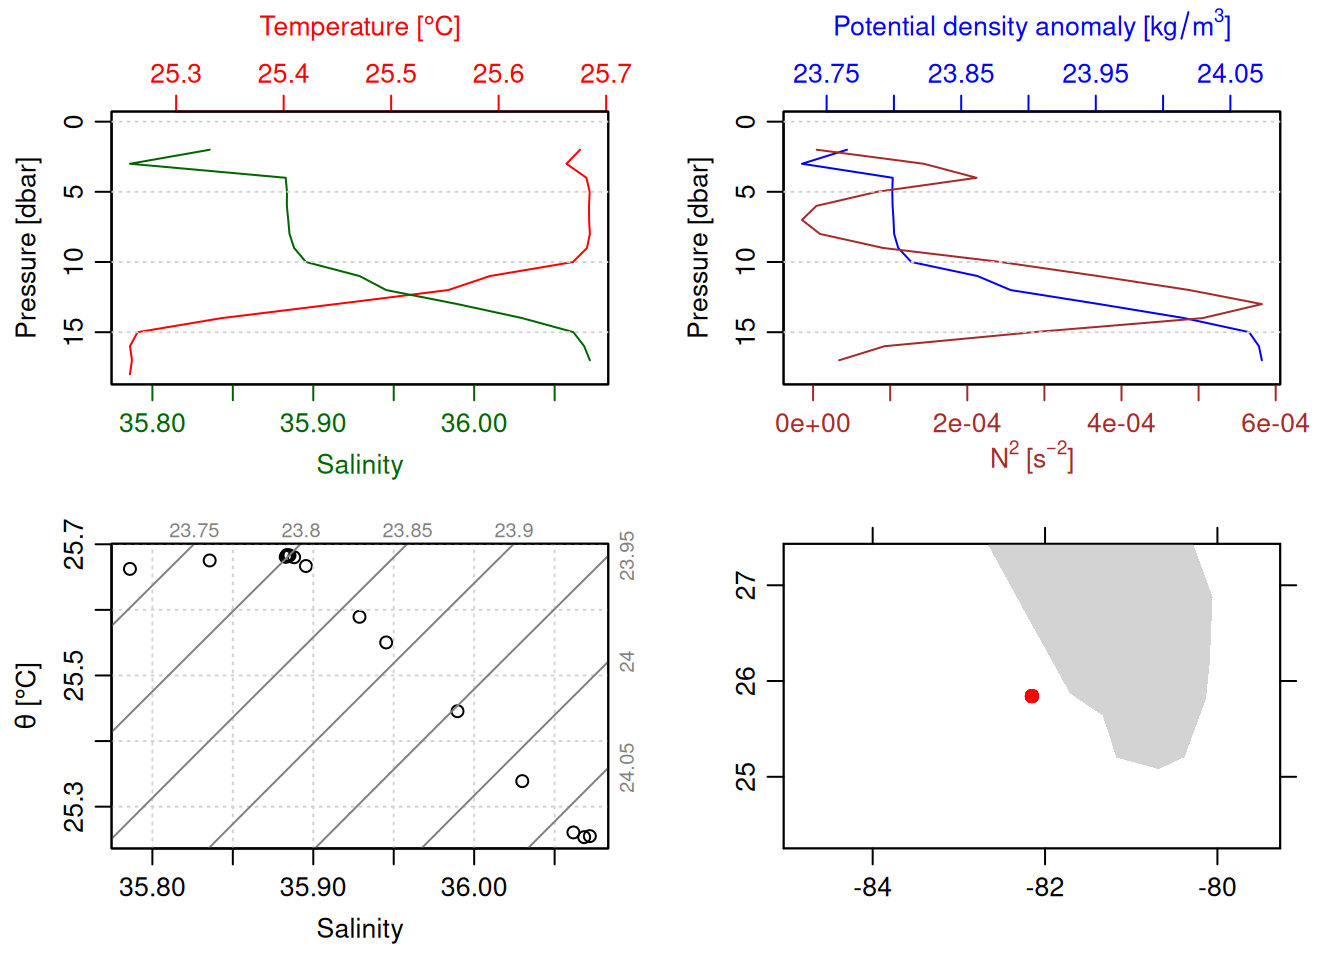 Temperature [°C]
25.3 25.4 25.5 25.6 25.7
Pressure [dbar]
0
5
10
15
35.80 35.90 36.00
Salinity
Potential density anomaly [kg/m³]
23.75 23.85 23.95 24.05
Pressure [dbar]
0
5
10
15
0e+00 2e-04 4e-04 6e-04
N² [s⁻²]
23.75 23.8 23.85 23.9
23.95
24
24.05
θ [°C]
25.7
25.5
25.3
35.80 35.90 36.00
Salinity
27
26
25
-84 -82 -80